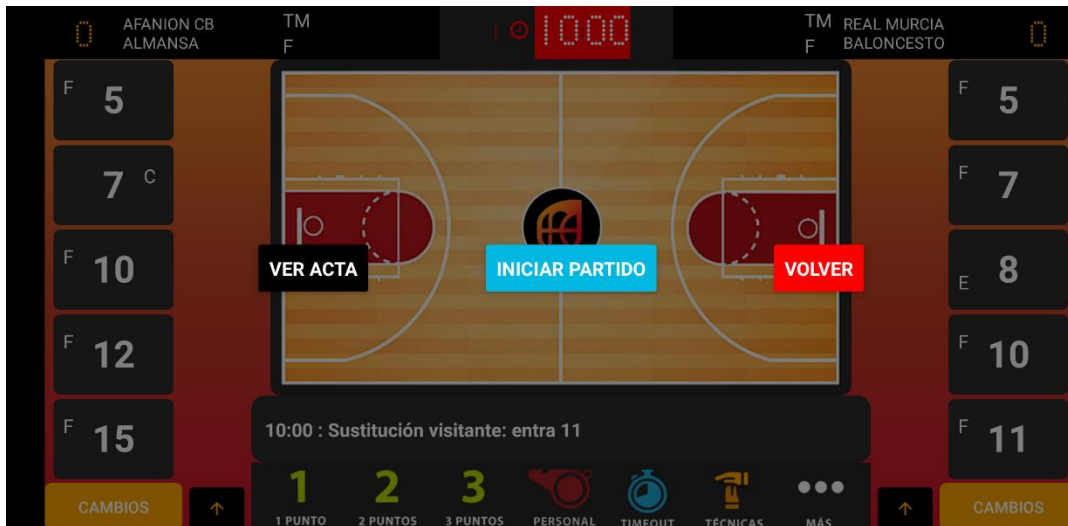 0
AFANION CB
ALMANSA
TM
F
10:00
TM
F
REAL MURCIA
BALONCESTO
0
F 5
7 C
F 10
F 12
F 15
CAMBIOS
F 5
F 7
E 8
F 10
F 11
CAMBIOS
VER ACTA
INICIAR PARTIDO
VOLVER
10:00 : Sustitución visitante: entra 11
1
1 PUNTO
2
2 PUNTOS
3
3 PUNTOS
PERSONAL
TIMEOUT
TÉCNICAS
MÁS